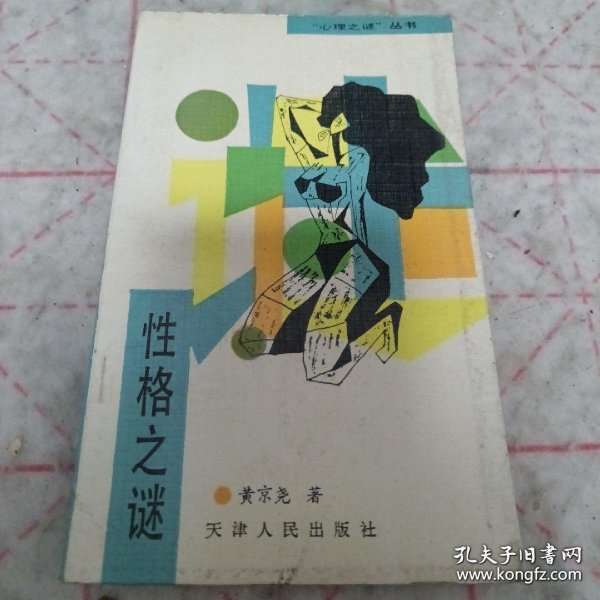 “心理之谜”丛书
性格之谜
黄京尧 著
天津人民出版社
孔夫子旧书网
www.kongfz.com